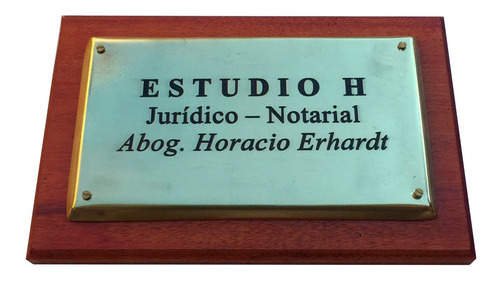 ESTUDIO H
Jurídico – Notarial
Abog. Horacio Erhardt